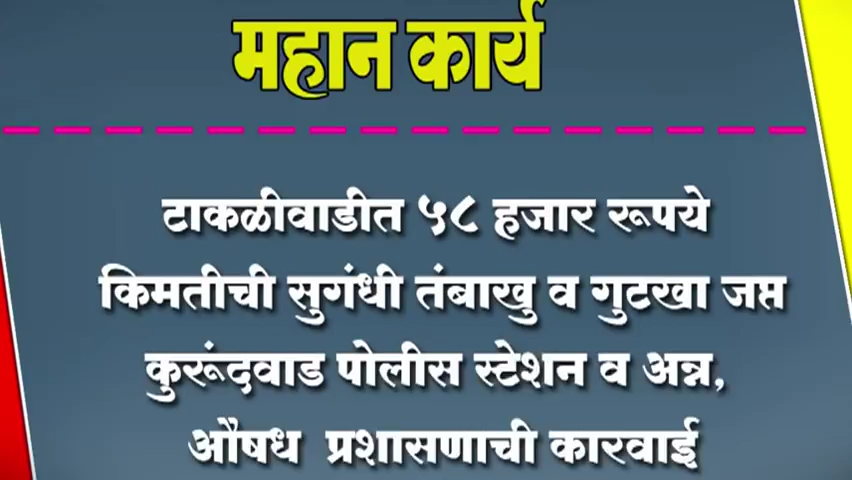 महान कार्य
टाकळीवाडीत ५८ हजार रूपये
किमतीची सुगंधी तंबाखु व गुटखा जप्त
कुरूंदवाड पोलीस स्टेशन व अन्न,
औषध प्रशासणाची कारवाई